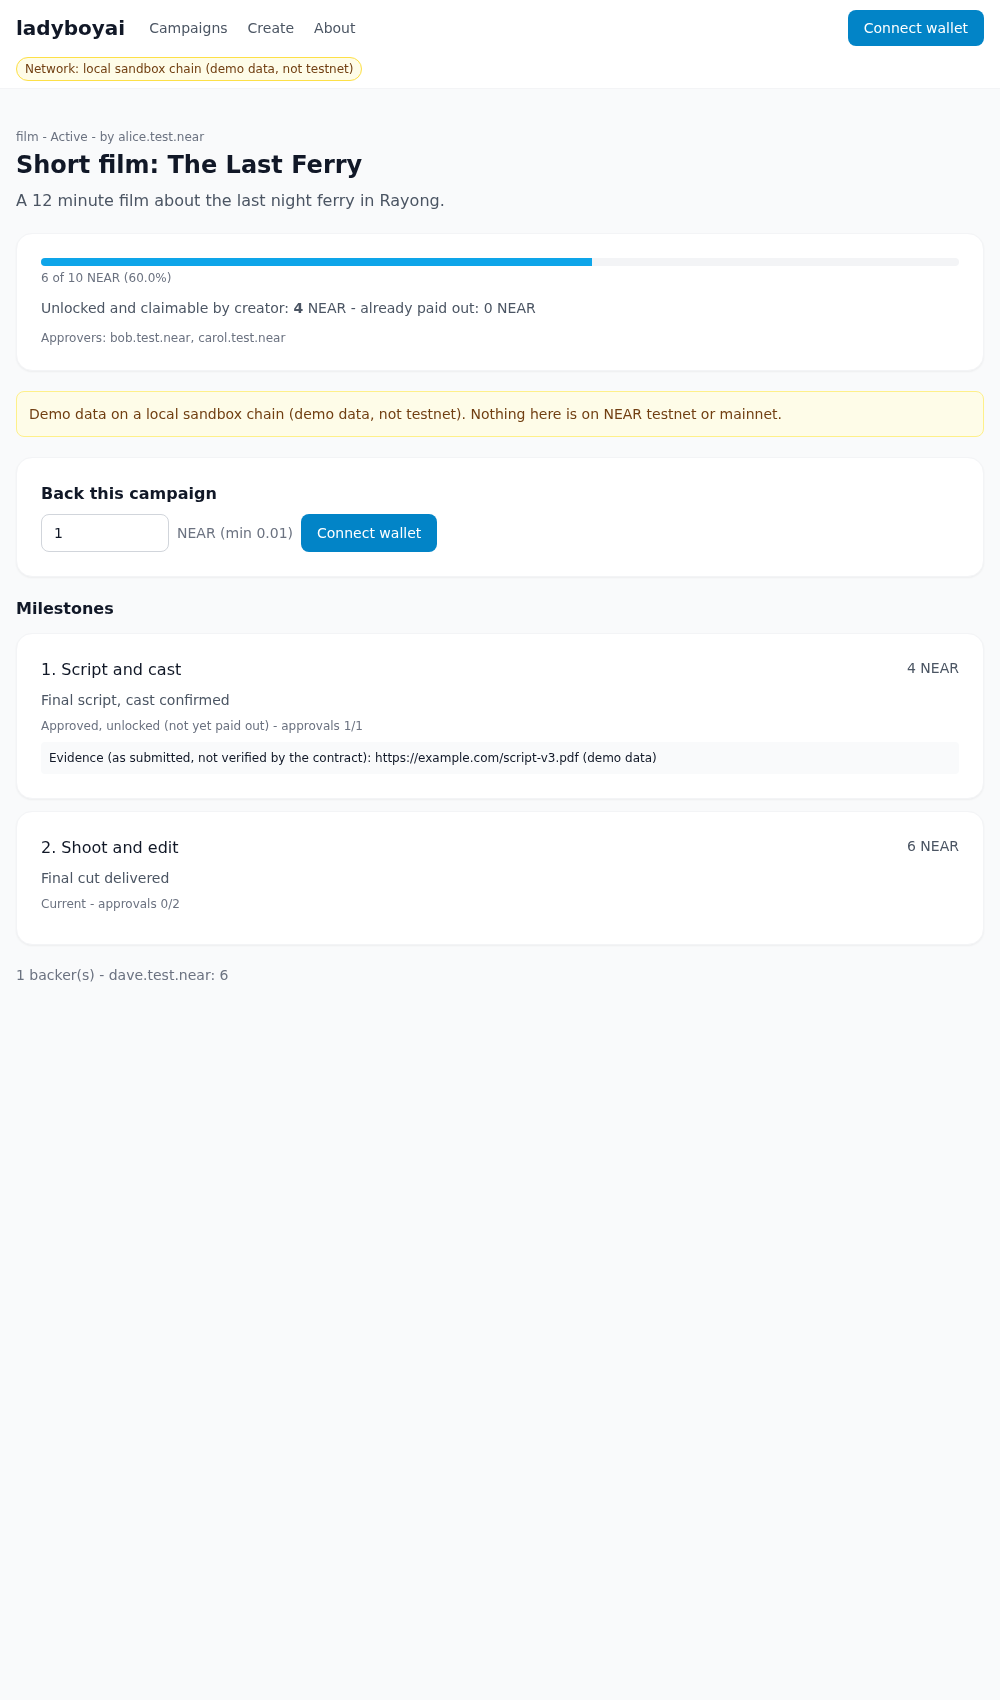 ladyboyai Campaigns Create About Connect wallet
Network: local sandbox chain (demo data, not testnet)
film - Active - by alice.test.near
Short film: The Last Ferry
A 12 minute film about the last night ferry in Rayong.
6 of 10 NEAR (60.0%)
Unlocked and claimable by creator: 4 NEAR - already paid out: 0 NEAR
Approvers: bob.test.near, carol.test.near
Demo data on a local sandbox chain (demo data, not testnet). Nothing here is on NEAR testnet or mainnet.
Back this campaign
1 NEAR (min 0.01) Connect wallet
Milestones
1. Script and cast 4 NEAR
Final script, cast confirmed
Approved, unlocked (not yet paid out) - approvals 1/1
Evidence (as submitted, not verified by the contract): https://example.com/script-v3.pdf (demo data)
2. Shoot and edit 6 NEAR
Final cut delivered
Current - approvals 0/2
1 backer(s) - dave.test.near: 6